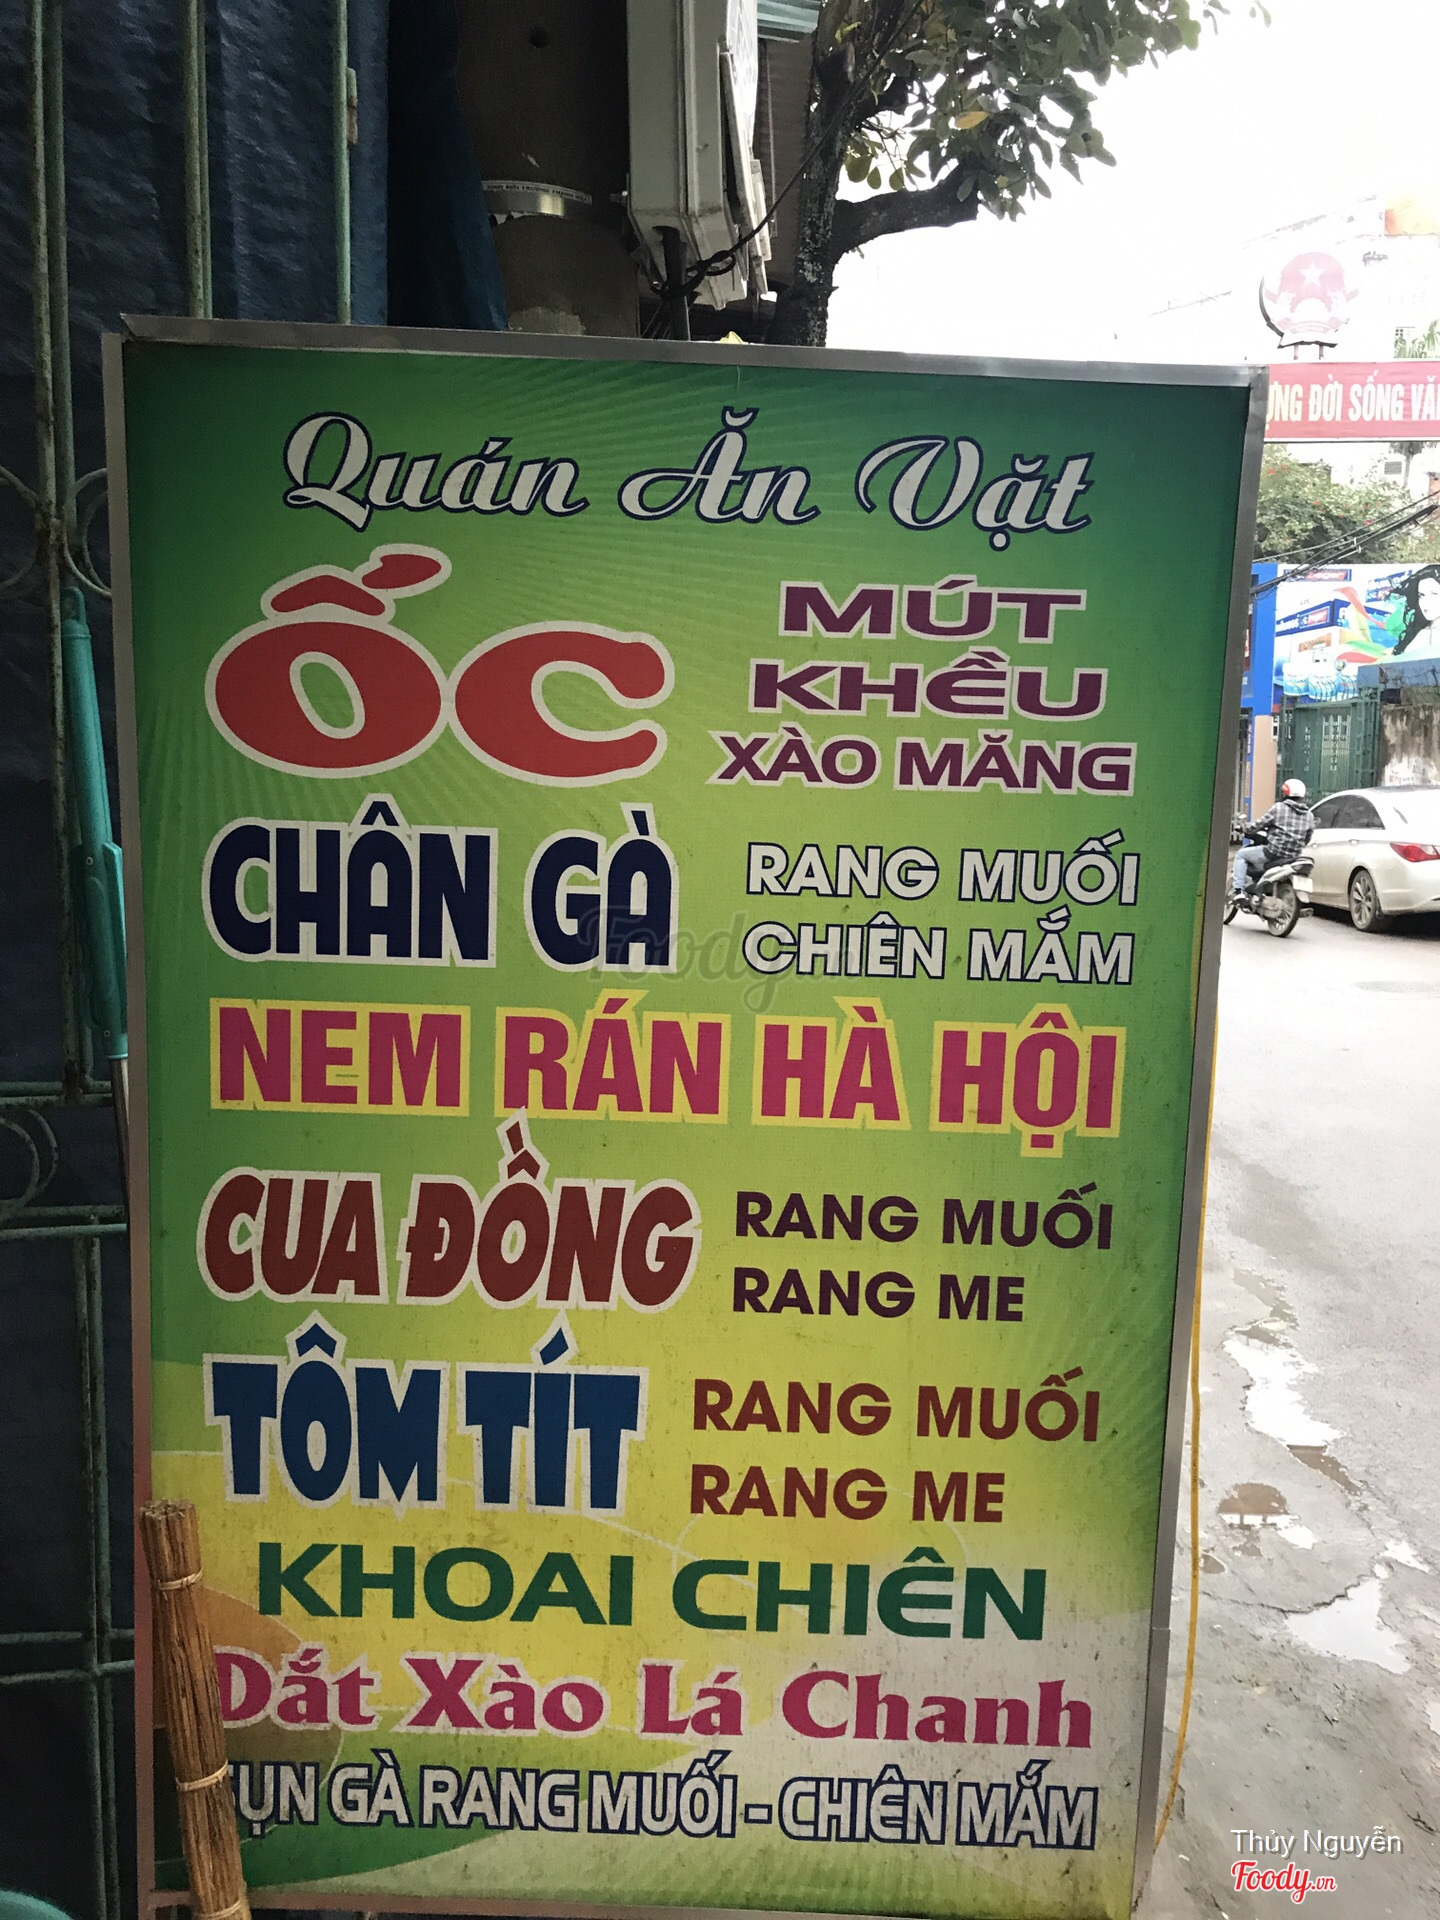 Quán Ăn Vặt
ỐC
MÚT
KHỀU
XÀO MĂNG
CHÂN GÀ
RANG MUỐI
CHIÊN MẮM
NEM RÁN HÀ HỘI
CUA ĐỒNG
RANG MUỐI
RANG ME
TÔM TÍT
RANG MUỐI
RANG ME
KHOAI CHIÊN
Dắt Xào Lá Chanh
SỤN GÀ RANG MUỐI - CHIÊN MẮM
ĐỜI SỐNG
Foody
Thủy Nguyễn
Foody.vn